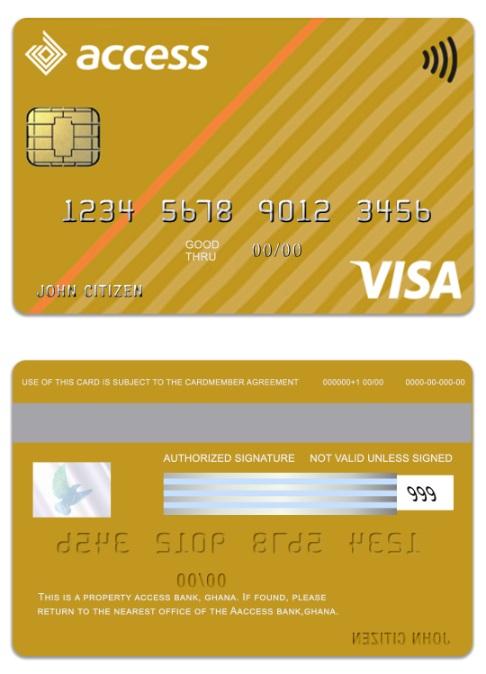 access
1234 5678 9012 3456
GOOD
THRU 00/00
JOHN CITIZEN
VISA
USE OF THIS CARD IS SUBJECT TO THE CARDMEMBER AGREEMENT 000000+1 00/00 0000-00-000-00
AUTHORIZED SIGNATURE NOT VALID UNLESS SIGNED
999
1234 5678 9012 3456
00/00
THIS IS A PROPERTY ACCESS BANK, GHANA. IF FOUND, PLEASE
RETURN TO THE NEAREST OFFICE OF THE AACCESS BANK,GHANA.
JOHN CITIZEN